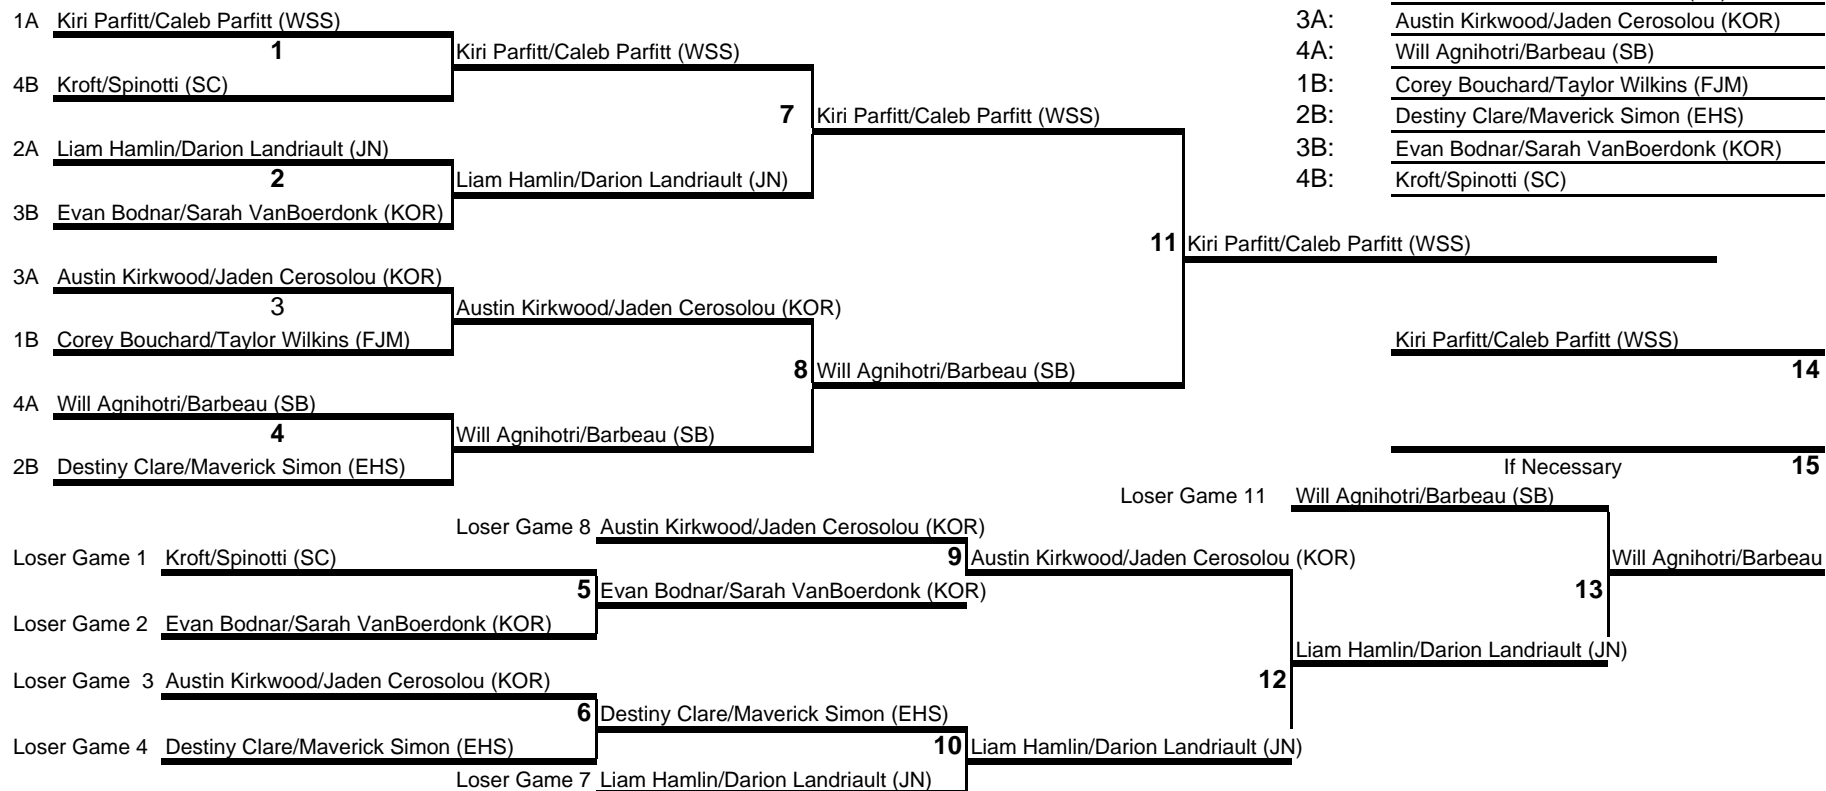 1A Kiri Parfitt/Caleb Parfitt (WSS)
1
Kiri Parfitt/Caleb Parfitt (WSS)
4B Kroft/Spinotti (SC)
7 Kiri Parfitt/Caleb Parfitt (WSS)
2A Liam Hamlin/Darion Landriault (JN)
2
Liam Hamlin/Darion Landriault (JN)
3B Evan Bodnar/Sarah VanBoerdonk (KOR)
11 Kiri Parfitt/Caleb Parfitt (WSS)
3A Austin Kirkwood/Jaden Cerosolou (KOR)
3
Austin Kirkwood/Jaden Cerosolou (KOR)
1B Corey Bouchard/Taylor Wilkins (FJM)
8 Will Agnihotri/Barbeau (SB)
4A Will Agnihotri/Barbeau (SB)
4
Will Agnihotri/Barbeau (SB)
2B Destiny Clare/Maverick Simon (EHS)
3A: Austin Kirkwood/Jaden Cerosolou (KOR)
4A: Will Agnihotri/Barbeau (SB)
1B: Corey Bouchard/Taylor Wilkins (FJM)
2B: Destiny Clare/Maverick Simon (EHS)
3B: Evan Bodnar/Sarah VanBoerdonk (KOR)
4B: Kroft/Spinotti (SC)
Kiri Parfitt/Caleb Parfitt (WSS)
14
If Necessary 15
Loser Game 11 Will Agnihotri/Barbeau (SB)
Loser Game 8 Austin Kirkwood/Jaden Cerosolou (KOR)
Loser Game 1 Kroft/Spinotti (SC)
9 Austin Kirkwood/Jaden Cerosolou (KOR)
Will Agnihotri/Barbeau
5 Evan Bodnar/Sarah VanBoerdonk (KOR)
13
Loser Game 2 Evan Bodnar/Sarah VanBoerdonk (KOR)
Liam Hamlin/Darion Landriault (JN)
Loser Game 3 Austin Kirkwood/Jaden Cerosolou (KOR)
12
6 Destiny Clare/Maverick Simon (EHS)
Loser Game 4 Destiny Clare/Maverick Simon (EHS)
10 Liam Hamlin/Darion Landriault (JN)
Loser Game 7 Liam Hamlin/Darion Landriault (JN)